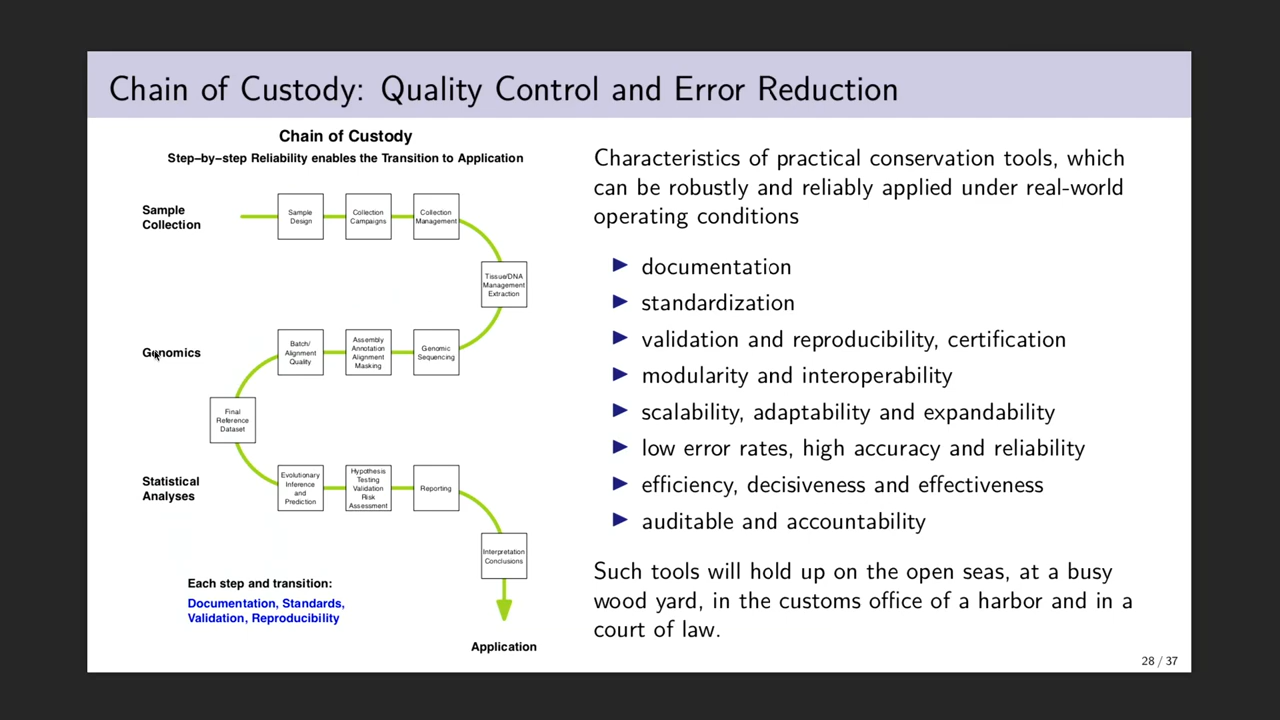 Chain of Custody: Quality Control and Error Reduction
Chain of Custody
Step–by–step Reliability enables the Transition to Application
Sample
Collection
Sample
Design
Collection
Campaigns
Collection
Management
Tissue/DNA
Management
Extraction
Genomics
Batch/
Alignment
Quality
Assembly
Annotation
Alignment
Masking
Genomic
Sequencing
Final
Reference
Dataset
Statistical
Analyses
Evolutionary
Inference
and
Prediction
Hypothesis
Testing
Validation
Risk
Assessment
Reporting
Interpretation
Conclusions
Each step and transition:
Documentation, Standards,
Validation, Reproducibility
Application
Characteristics of practical conservation tools, which
can be robustly and reliably applied under real-world
operating conditions
documentation
standardization
validation and reproducibility, certification
modularity and interoperability
scalability, adaptability and expandability
low error rates, high accuracy and reliability
efficiency, decisiveness and effectiveness
auditable and accountability
Such tools will hold up on the open seas, at a busy
wood yard, in the customs office of a harbor and in a
court of law.
28 / 37